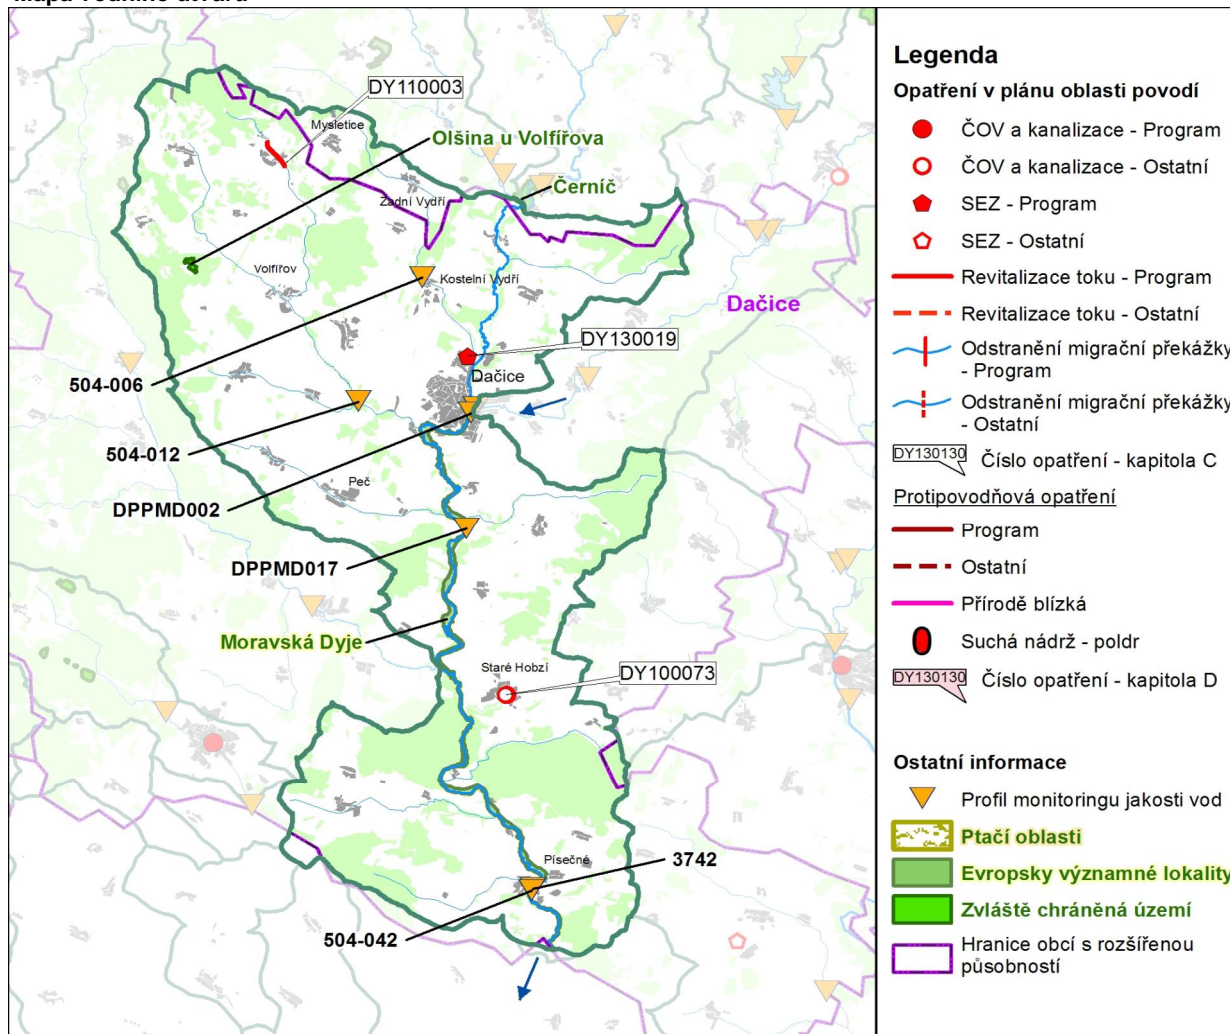 DY110003
Mysletice
Olšina u Volfířova
Černíč
Zadní Vydří
Volfířov
Kostelní Vydří
Dačice
DY130019
504-006
Dačice
504-012
Peč
DPPMD002
DPPMD017
Moravská Dyje
Staré Hobzí
DY100073
Písečné
3742
504-042
Legenda
Opatření v plánu oblasti povodí
ČOV a kanalizace - Program
ČOV a kanalizace - Ostatní
SEZ - Program
SEZ - Ostatní
Revitalizace toku - Program
Revitalizace toku - Ostatní
Odstranění migrační překážky
- Program
Odstranění migrační překážky
- Ostatní
DY130130 Číslo opatření - kapitola C
Protipovodňová opatření
Program
Ostatní
Přírodě blízká
Suchá nádrž - poldr
DY130130 Číslo opatření - kapitola D
Ostatní informace
Profil monitoringu jakosti vod
Ptačí oblasti
Evropsky významné lokality
Zvláště chráněná území
Hranice obcí s rozšířenou
působností